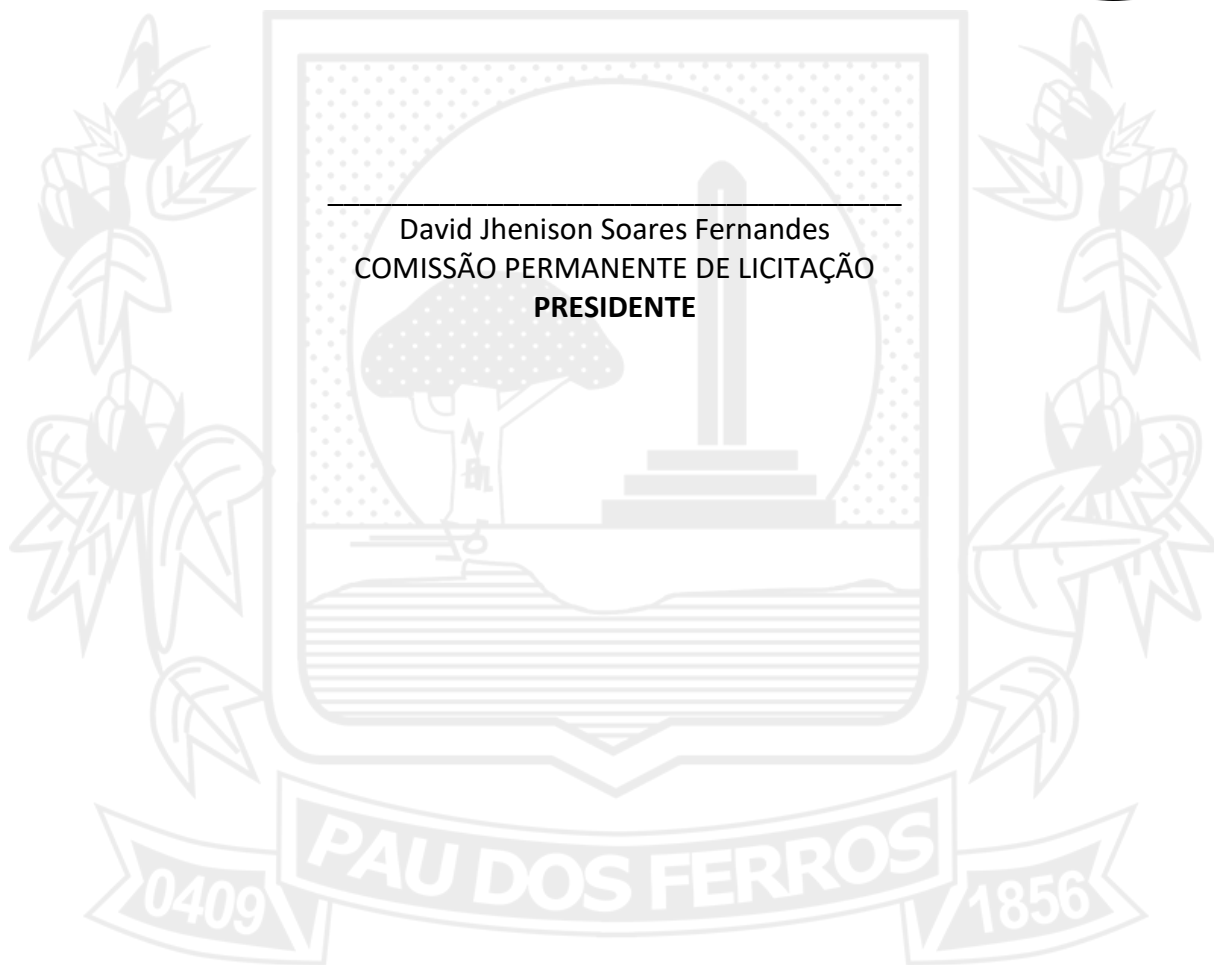 David Jhenison Soares Fernandes
COMISSÃO PERMANENTE DE LICITAÇÃO
PRESIDENTE
PAU DOS FERROS
0409
1856